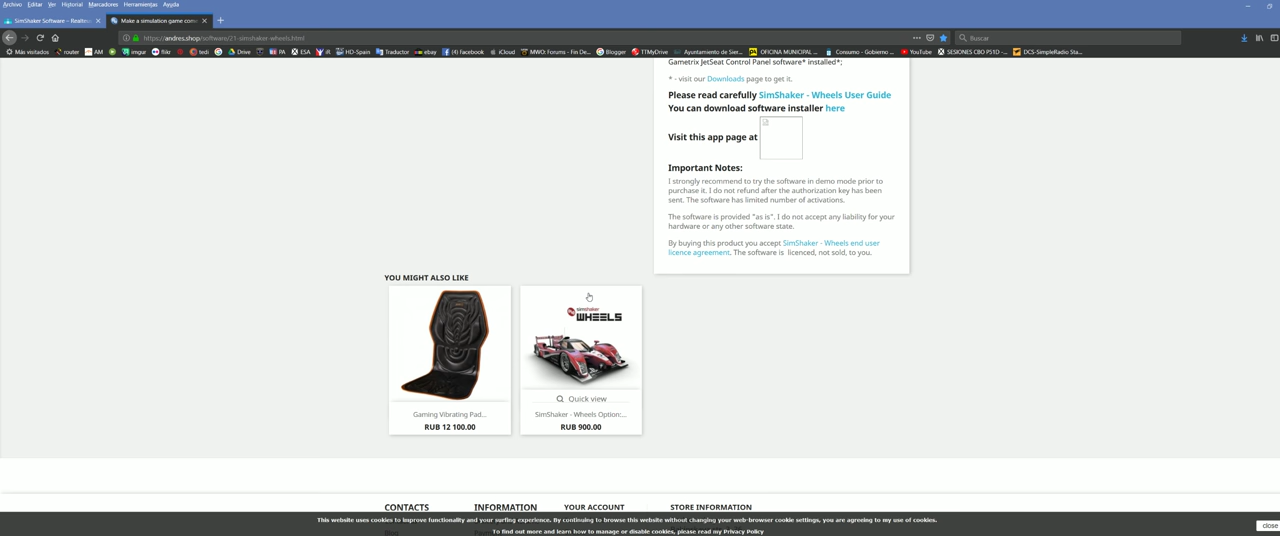 Archivo Editar Ver Historial Marcadores Herramientas Ayuda
SimShaker Software – Realteus
Make a simulation game come
https://andres.shop/software/21-simshaker-wheels.html
Buscar
Más visitados router AM imgur flikr tedi Drive PA ESA iR HD-Spain Traductor ebay (4) Facebook iCloud MWO: Forums - Fin De... Blogger TTMyDrive Ayuntamiento de Sier... OFICINA MUNICIPAL ... Consumo - Gobierno ... YouTube SESIONES CBO P51D -... DCS-SimpleRadio Sta...
Gametrix JetSeat Control Panel software* installed*;
* - visit our Downloads page to get it.
Please read carefully SimShaker - Wheels User Guide
You can download software installer here
Visit this app page at
Important Notes:
I strongly recommend to try the software in demo mode prior to
purchase it. I do not refund after the authorization key has been
sent. The software has limited number of activations.
The software is provided "as is". I do not accept any liability for your
hardware or any other software state.
By buying this product you accept SimShaker - Wheels end user
licence agreement. The software is licenced, not sold, to you.
YOU MIGHT ALSO LIKE
simshaker
WHEELS
Quick view
Gaming Vibrating Pad...
RUB 12 100.00
SimShaker - Wheels Option:...
RUB 900.00
CONTACTS INFORMATION YOUR ACCOUNT STORE INFORMATION
This website uses cookies to improve functionality and your surfing experience. By continuing to browse this website without changing your web-browser cookie settings, you are agreeing to my use of cookies.
To find out more and learn how to manage or disable cookies, please read my Privacy Policy
close
Blog